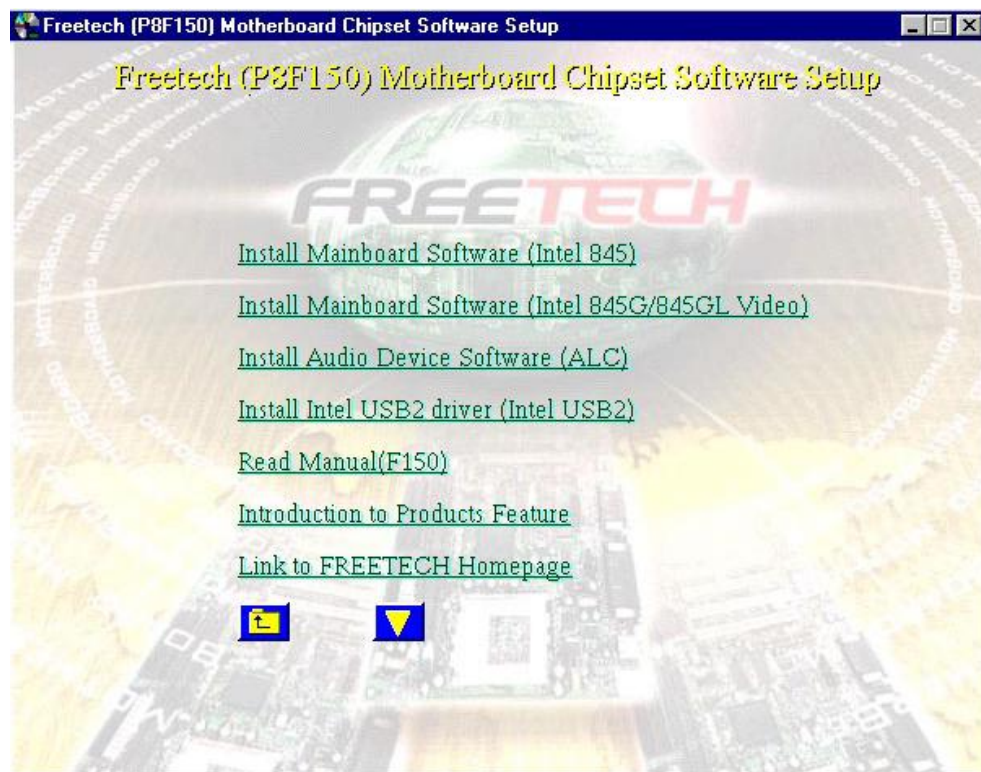 Freetech (P8F150) Motherboard Chipset Software Setup
Freetech (P8F150) Motherboard Chipset Software Setup
FREETECH
Install Mainboard Software (Intel 845)
Install Mainboard Software (Intel 845G/845GL Video)
Install Audio Device Software (ALC)
Install Intel USB2 driver (Intel USB2)
Read Manual(F150)
Introduction to Products Feature
Link to FREETECH Homepage